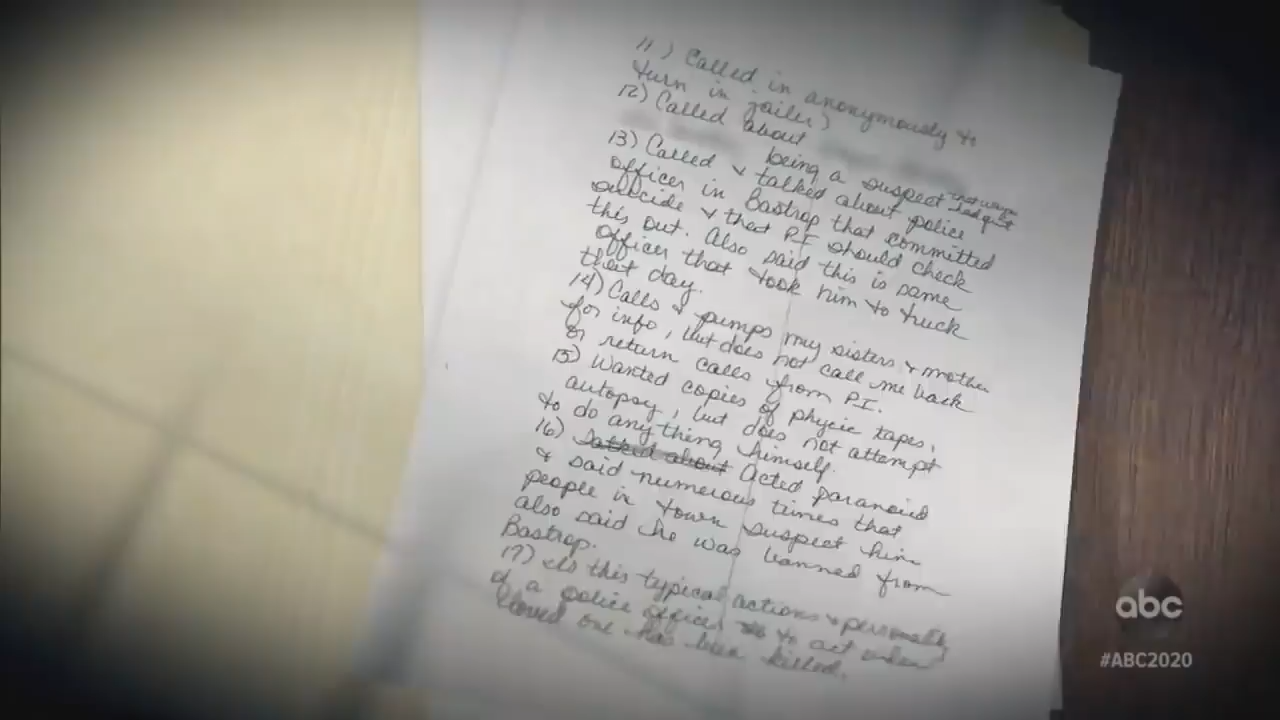 11) Called in anonymously to
turn in jailer)
12) Called about
being a suspect
13) Called & talked about police
officer in Bastrop that committed
suicide & that PI should check
this out. Also said this is same
officer that took him to truck
that day.
14) Calls & pumps my sisters & mother
for info, but does not call me back
or return calls from P.I.
15) Wanted copies of phycic tapes,
autopsy, but does not attempt
to do anything himself.
16) acted paranoid
& said numerous times that
people in town suspect him
also said he was banned from
Bastrop.
17) Is this typical actions & personality
of a police officer to act when
loved one has been killed.
abc
#ABC2020